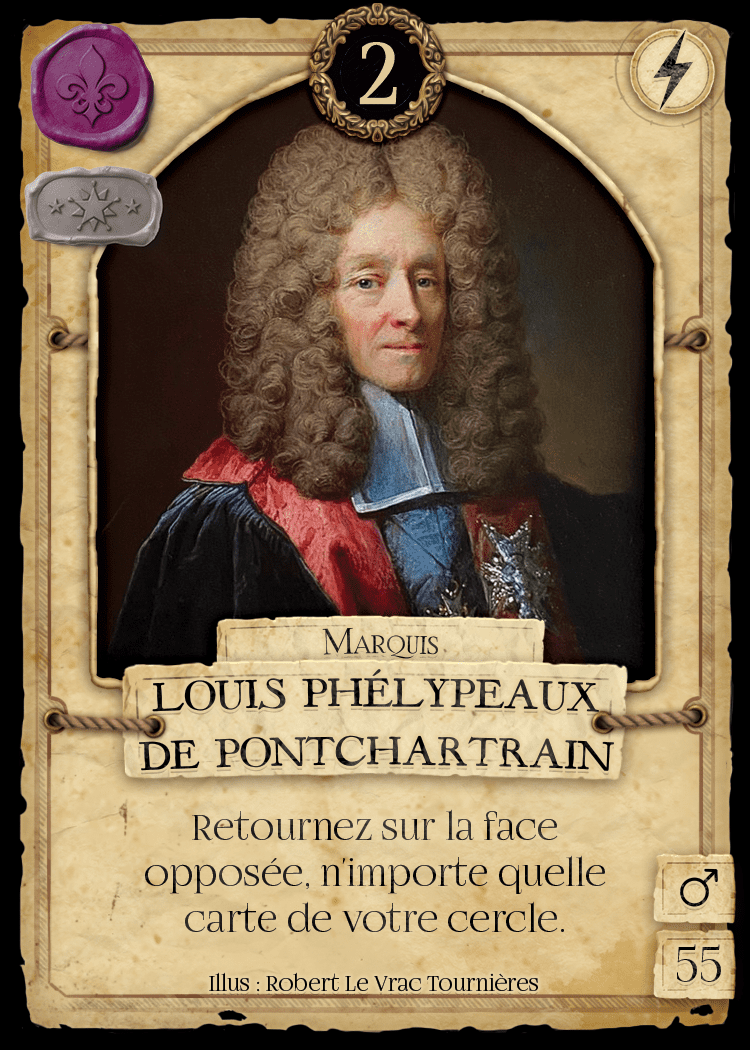 2
Marquis
LOUIS PHÉLYPEAUX
DE PONTCHARTRAIN
Retournez sur la face
opposée, n'importe quelle
carte de votre cercle.
♂
55
Illus : Robert Le Vrac Tournières